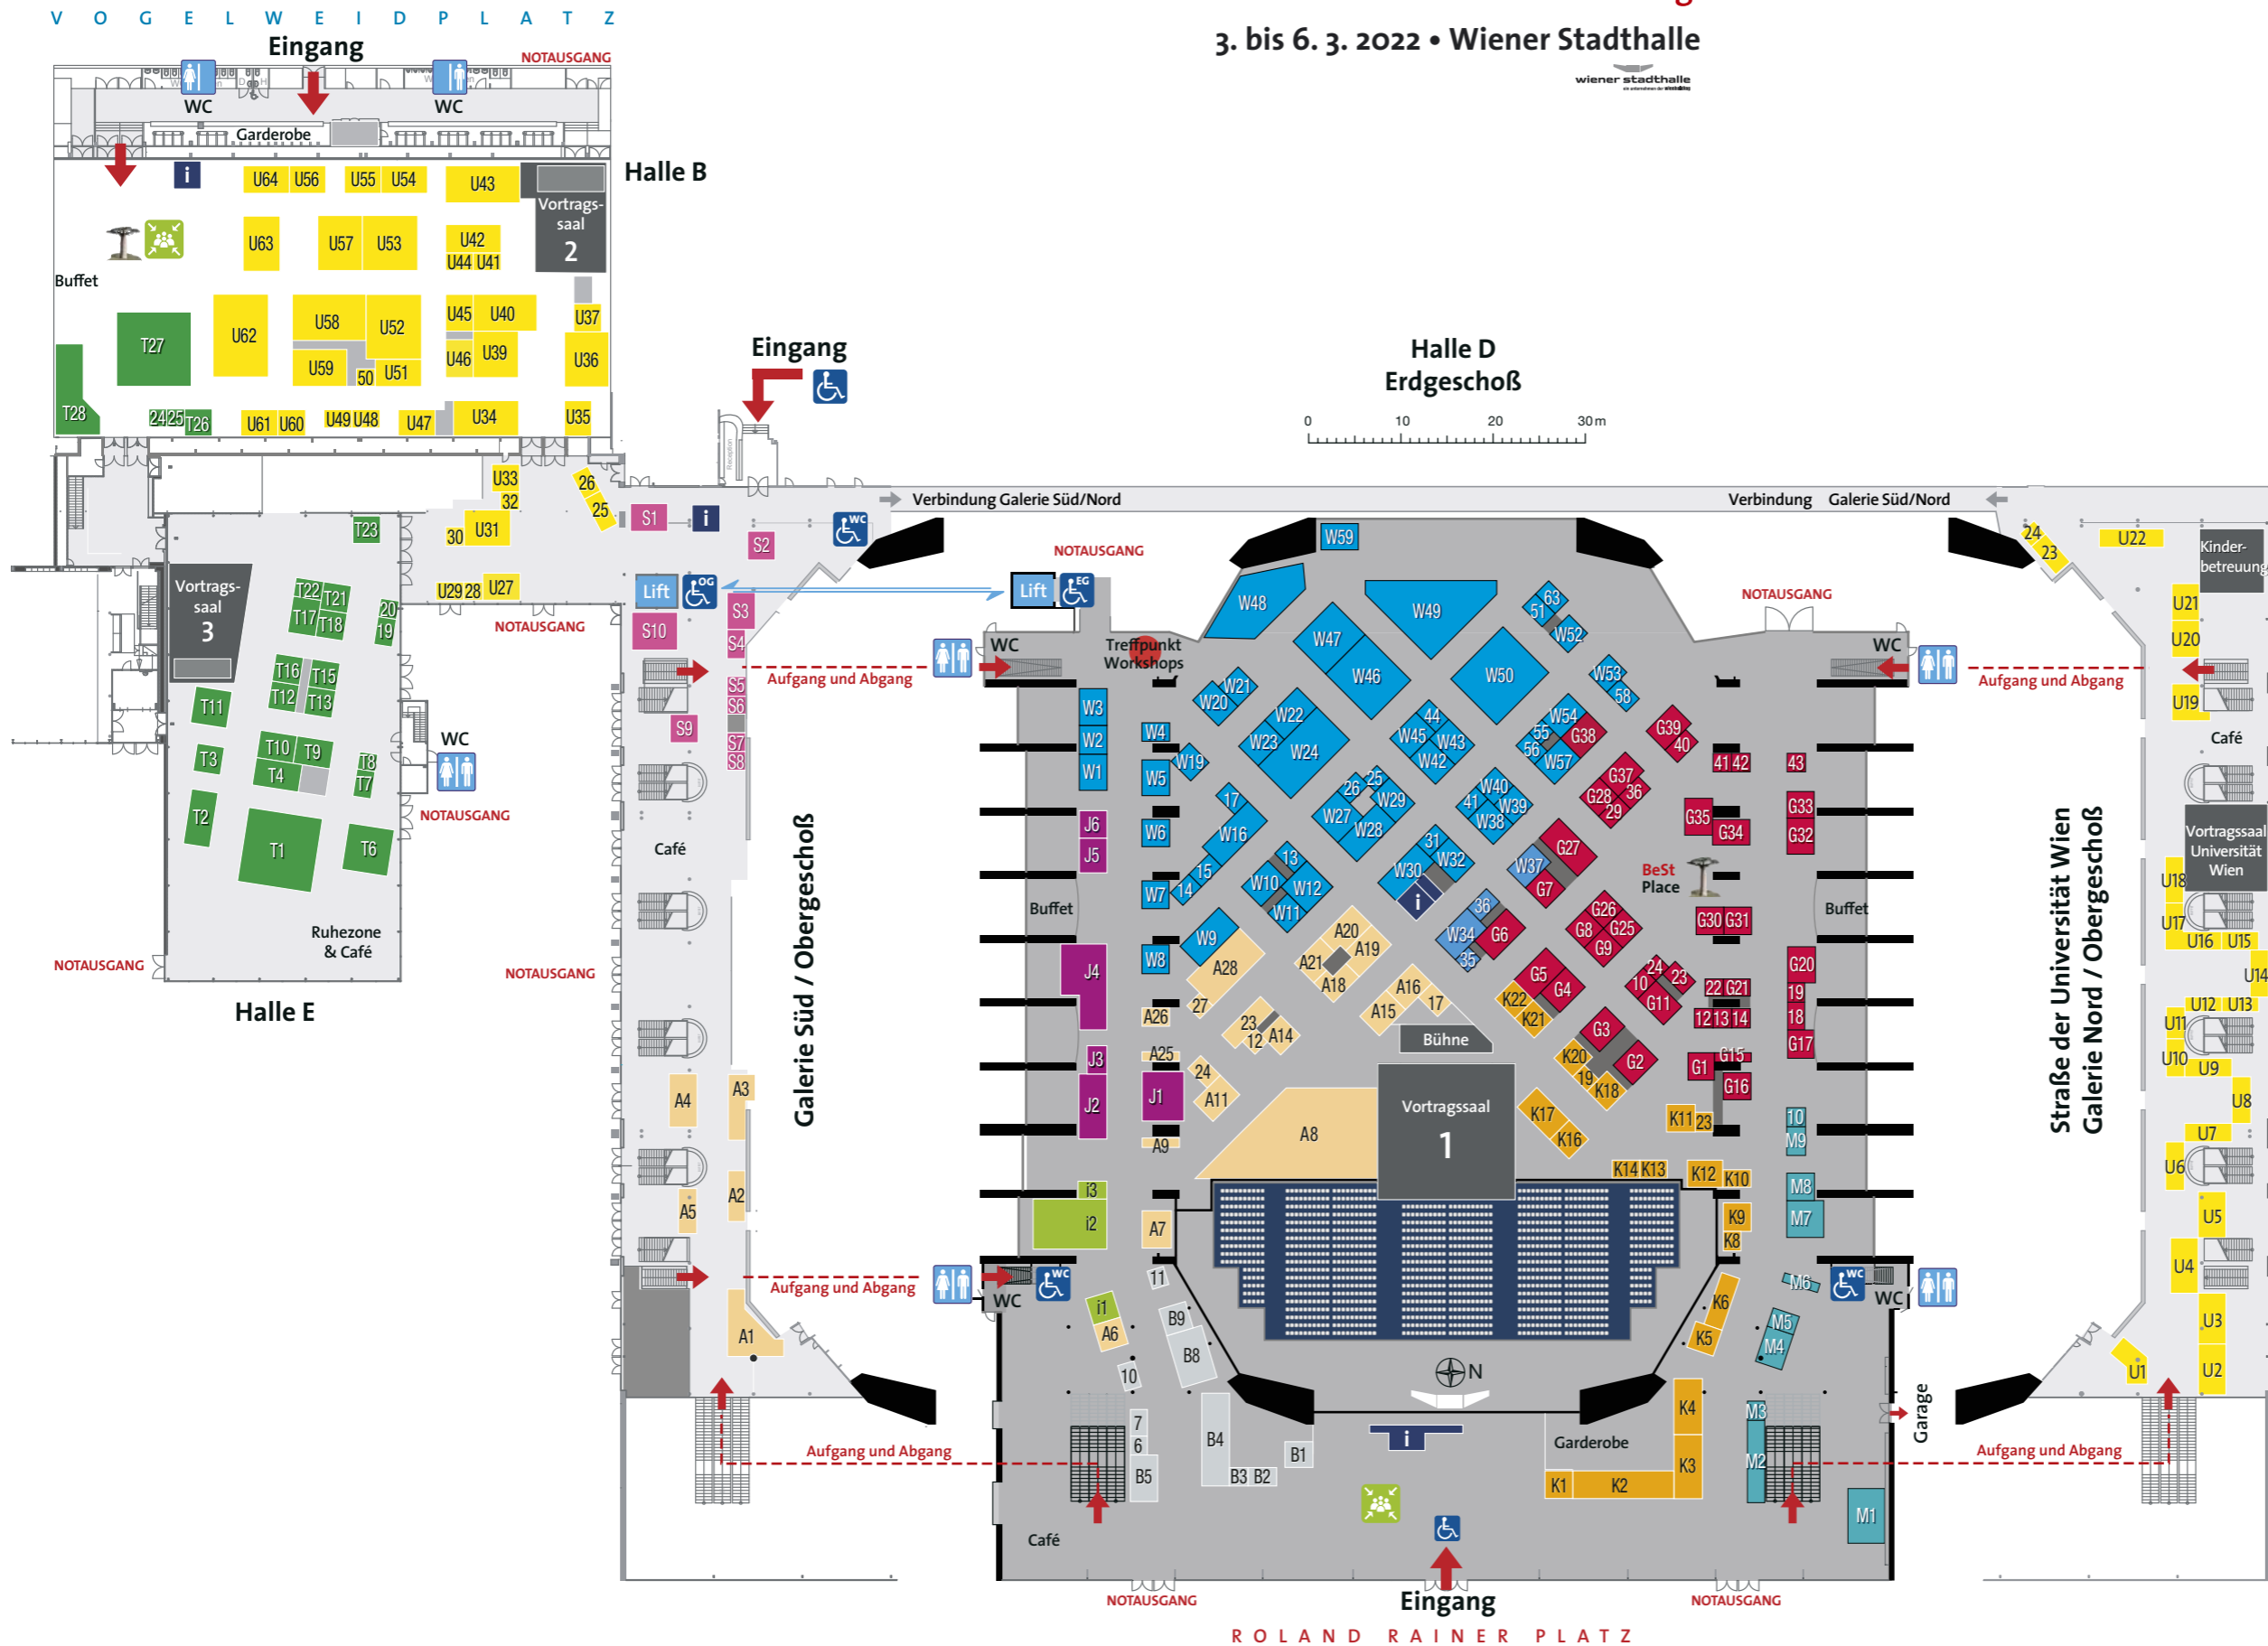 V O G E L W E I D P L A T Z
Eingang
NOTAUSGANG
WC
WC
Garderobe
3. bis 6. 3. 2022 • Wiener Stadthalle
wiener stadthalle
Halle B
i
U64 U56 U55 U54 U43
Vortrags-
saal
2
U63 U57 U53 U42
U44 U41
Buffet
T27 U62 U58 U52 U45 U40 U37
U59 50 U51 U46 U39 U36
T28 24 25 T26 U61 U60 U49 U48 U47 U34 U35
Eingang
Reception
Halle D
Erdgeschoß
0 10 20 30 m
U33
32
U31
30
26
25
U29 28 U27
NOTAUSGANG
Verbindung Galerie Süd/Nord
Verbindung Galerie Süd/Nord
S1 i S2 WC
Lift OG
Lift EG
S10 S3
S4
S5
S6
S9
S7
S8
Aufgang und Abgang
Café
Galerie Süd / Obergeschoß
A4 A3
A2
A5
A1
Aufgang und Abgang
Aufgang und Abgang
NOTAUSGANG
T23
Vortrags-
saal
3
T22 T21
T17 T18
20
19
T16 T15
T12 T13
T11
T10 T9
T3 T4
T8
T7
T2 T1 T6
WC
NOTAUSGANG
Ruhezone
& Café
NOTAUSGANG
Halle E
NOTAUSGANG
NOTAUSGANG
WC
WC
Treffpunkt
Workshops
W59
W48 W49
63
51
W52
W47
W46
W50
W53
58
W3
W2
W1
W4
W5
W6
W7
W8
W21
W20
W22
W23 W24
W19
44
W45 W43
W42
W54
55
56
W57
G38
G39
40
41 42 43
17
W16
15
14
26 25
W29
W27
W28
W40
41 W39
W38
G37
G28 36
29
G35 G34
G33
G32
J6
J5
13
W10 W12
W11
31
W30 W32
i
W37
G27
G7
BeSt
Place
Buffet
Buffet
W9
A28
27
A20
A19
A21
A18
36
W34
35
G6
G26
G8 G25
G9
G30 G31
J4
A26
23
12 A14
A16
A15 17
Bühne
G5
G4
K22
K21
24
10 23
G11
22 G21
12 13 14
G20
19
18
G17
J3
J2
A25
J1
24
A11
A9
A8
Vortragssaal
1
G3
G2
K20
19
K18
G1
G15
G16
K17
K16
K11 23
10
M9
K14 K13
K12 K10
M8
M7
i3
i2
A7
K9
K8
WC
WC
WC
WC
11
i1
A6
B9
B8
10
K6
K5
M6
M5
M4
N
7
6
B5
B4
B3 B2
B1
i
Garderobe
K4
K3
K1 K2
M3
M2
M1
Garage
Café
NOTAUSGANG
Eingang
NOTAUSGANG
R O L A N D R A I N E R P L A T Z
24
23
U22
Kinder-
betreuung
U21
U20
Aufgang und Abgang
U19
Café
Vortragssaal
Universität
Wien
Straße der Universität Wien
Galerie Nord / Obergeschoß
U18
U17
U16 U15
U14
U12 U13
U11
U10
U9
U8
U7
U6
U5
U4
U3
U2
U1
Aufgang und Abgang